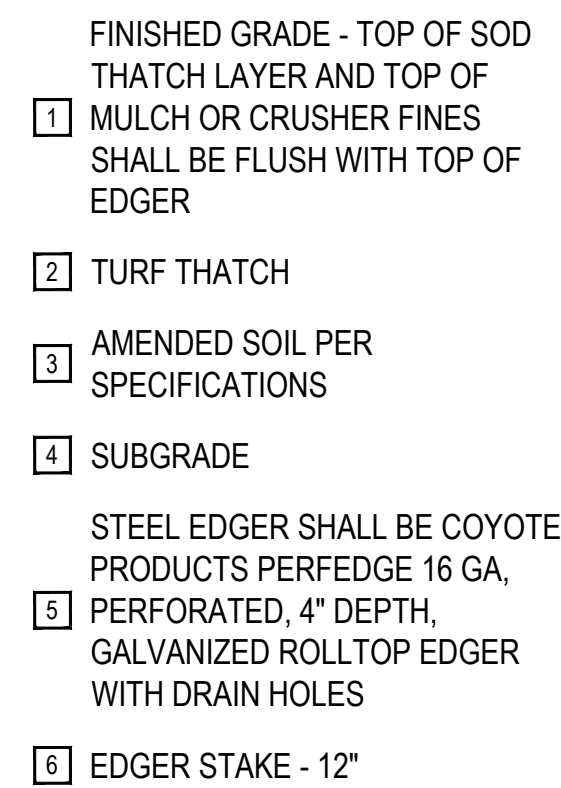 FINISHED GRADE - TOP OF SOD
THATCH LAYER AND TOP OF
1 MULCH OR CRUSHER FINES
SHALL BE FLUSH WITH TOP OF
EDGER
2 TURF THATCH
3 AMENDED SOIL PER
SPECIFICATIONS
4 SUBGRADE
STEEL EDGER SHALL BE COYOTE
PRODUCTS PERFEDGE 16 GA,
5 PERFORATED, 4" DEPTH,
GALVANIZED ROLLTOP EDGER
WITH DRAIN HOLES
6 EDGER STAKE - 12"